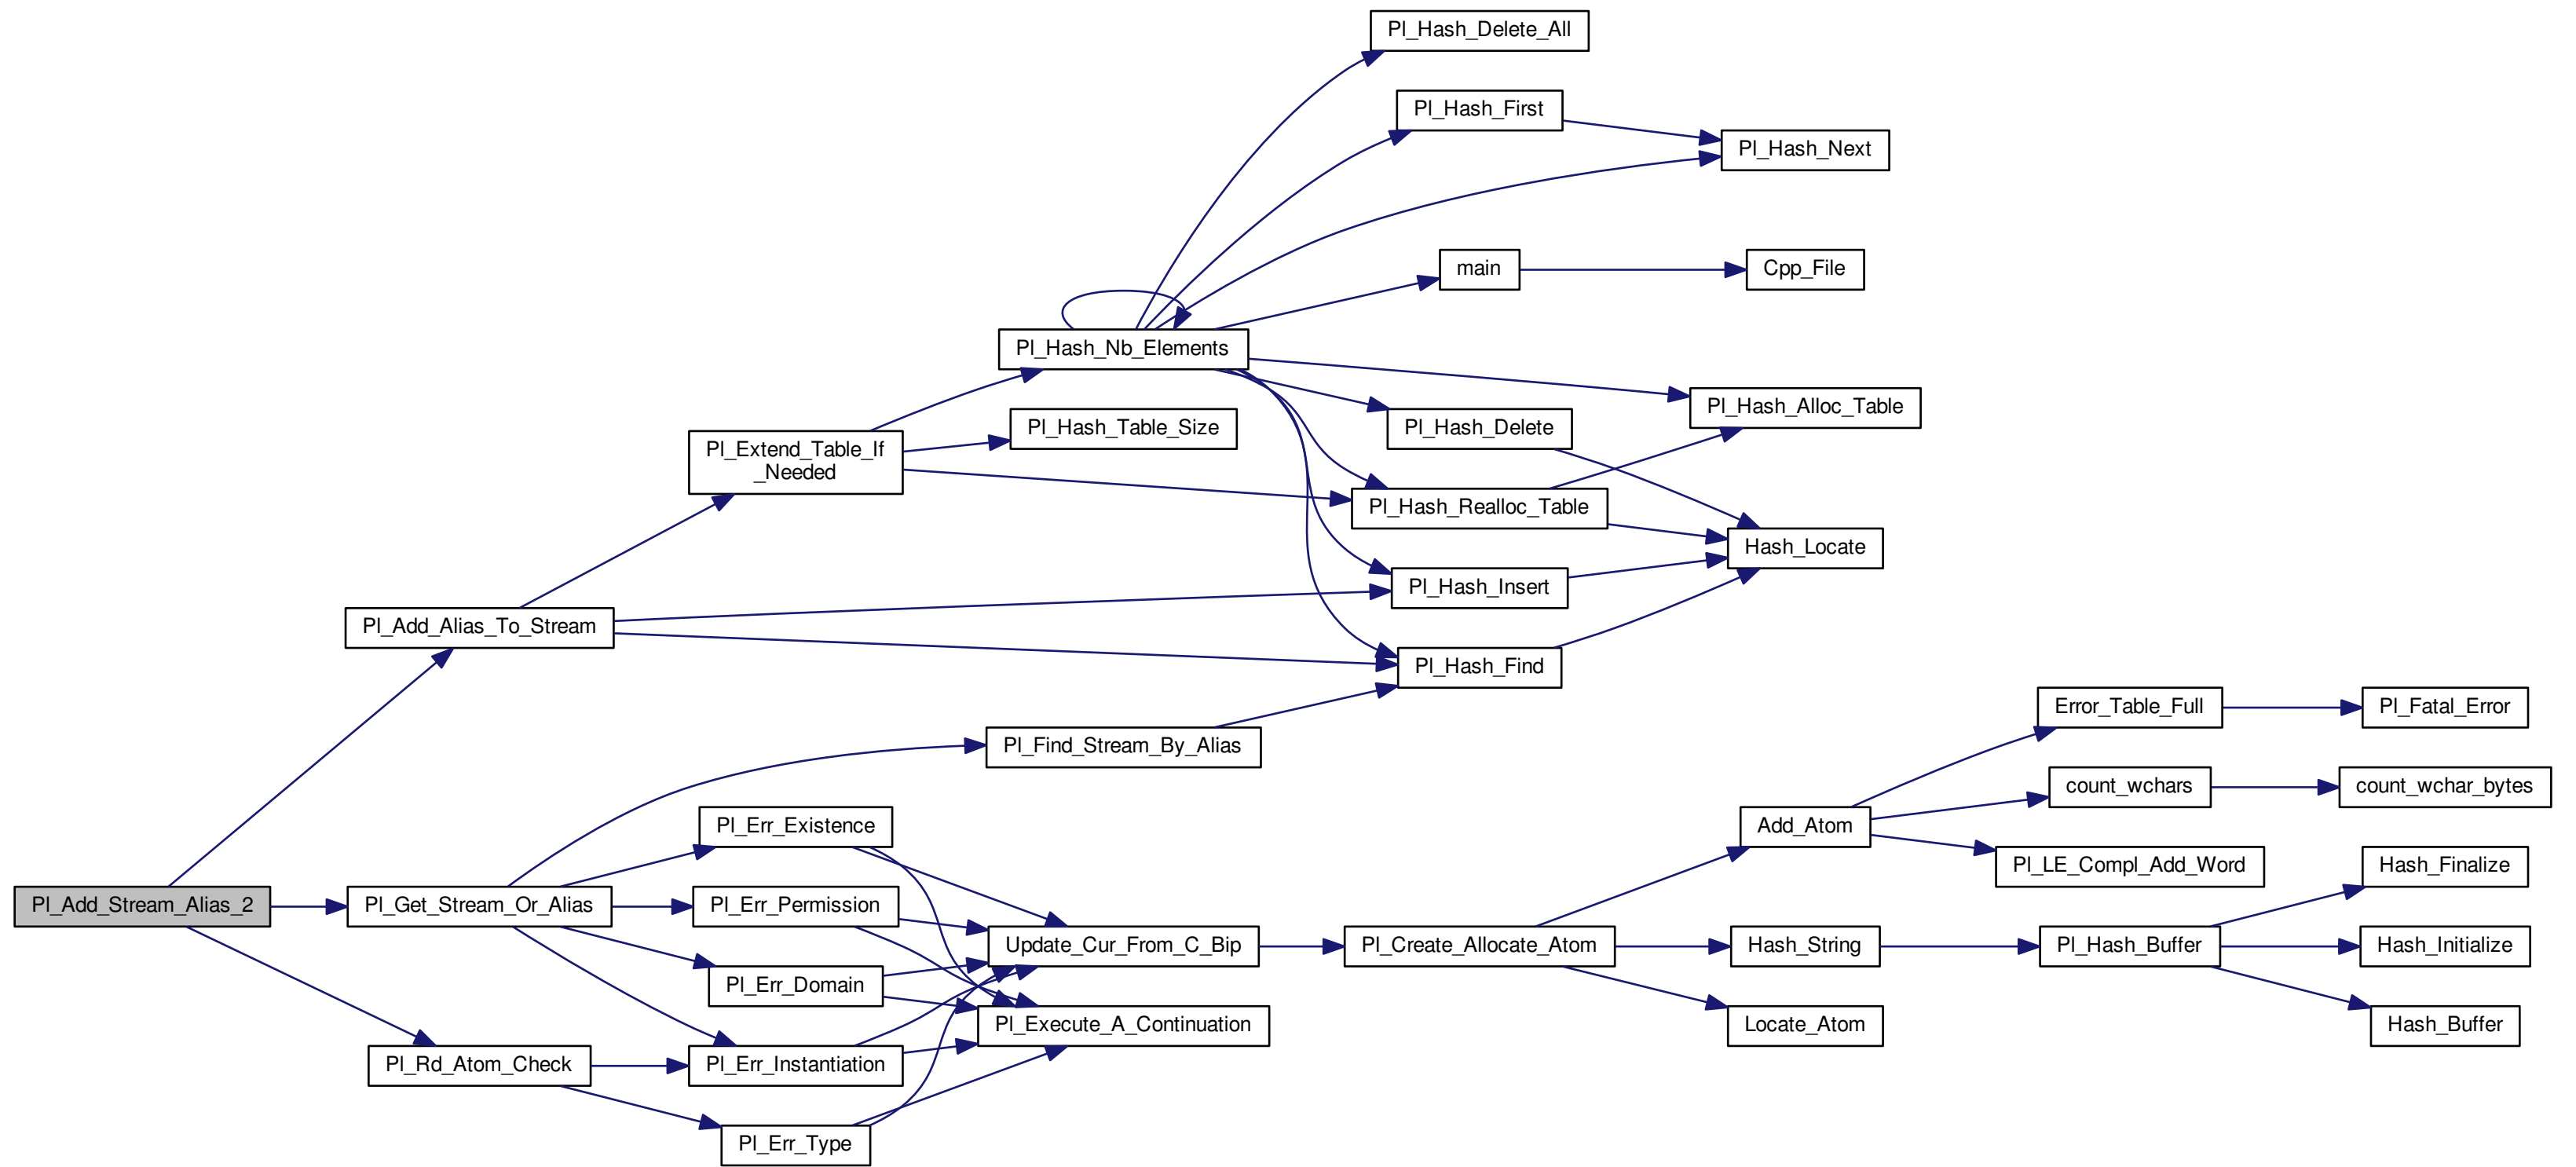 Pl_Hash_Delete_All
Pl_Hash_First
Pl_Hash_Next
main
Cpp_File
Pl_Hash_Nb_Elements
Pl_Hash_Alloc_Table
Pl_Hash_Table_Size
Pl_Hash_Delete
Pl_Extend_Table_If
_Needed
Pl_Hash_Realloc_Table
Hash_Locate
Pl_Hash_Insert
Pl_Add_Alias_To_Stream
Pl_Hash_Find
Error_Table_Full
Pl_Fatal_Error
Pl_Find_Stream_By_Alias
count_wchars
count_wchar_bytes
Pl_Err_Existence
Add_Atom
Pl_LE_Compl_Add_Word
Hash_Finalize
Pl_Add_Stream_Alias_2
Pl_Get_Stream_Or_Alias
Pl_Err_Permission
Update_Cur_From_C_Bip
Pl_Create_Allocate_Atom
Hash_String
Pl_Hash_Buffer
Hash_Initialize
Pl_Err_Domain
Pl_Execute_A_Continuation
Locate_Atom
Hash_Buffer
Pl_Rd_Atom_Check
Pl_Err_Instantiation
Pl_Err_Type